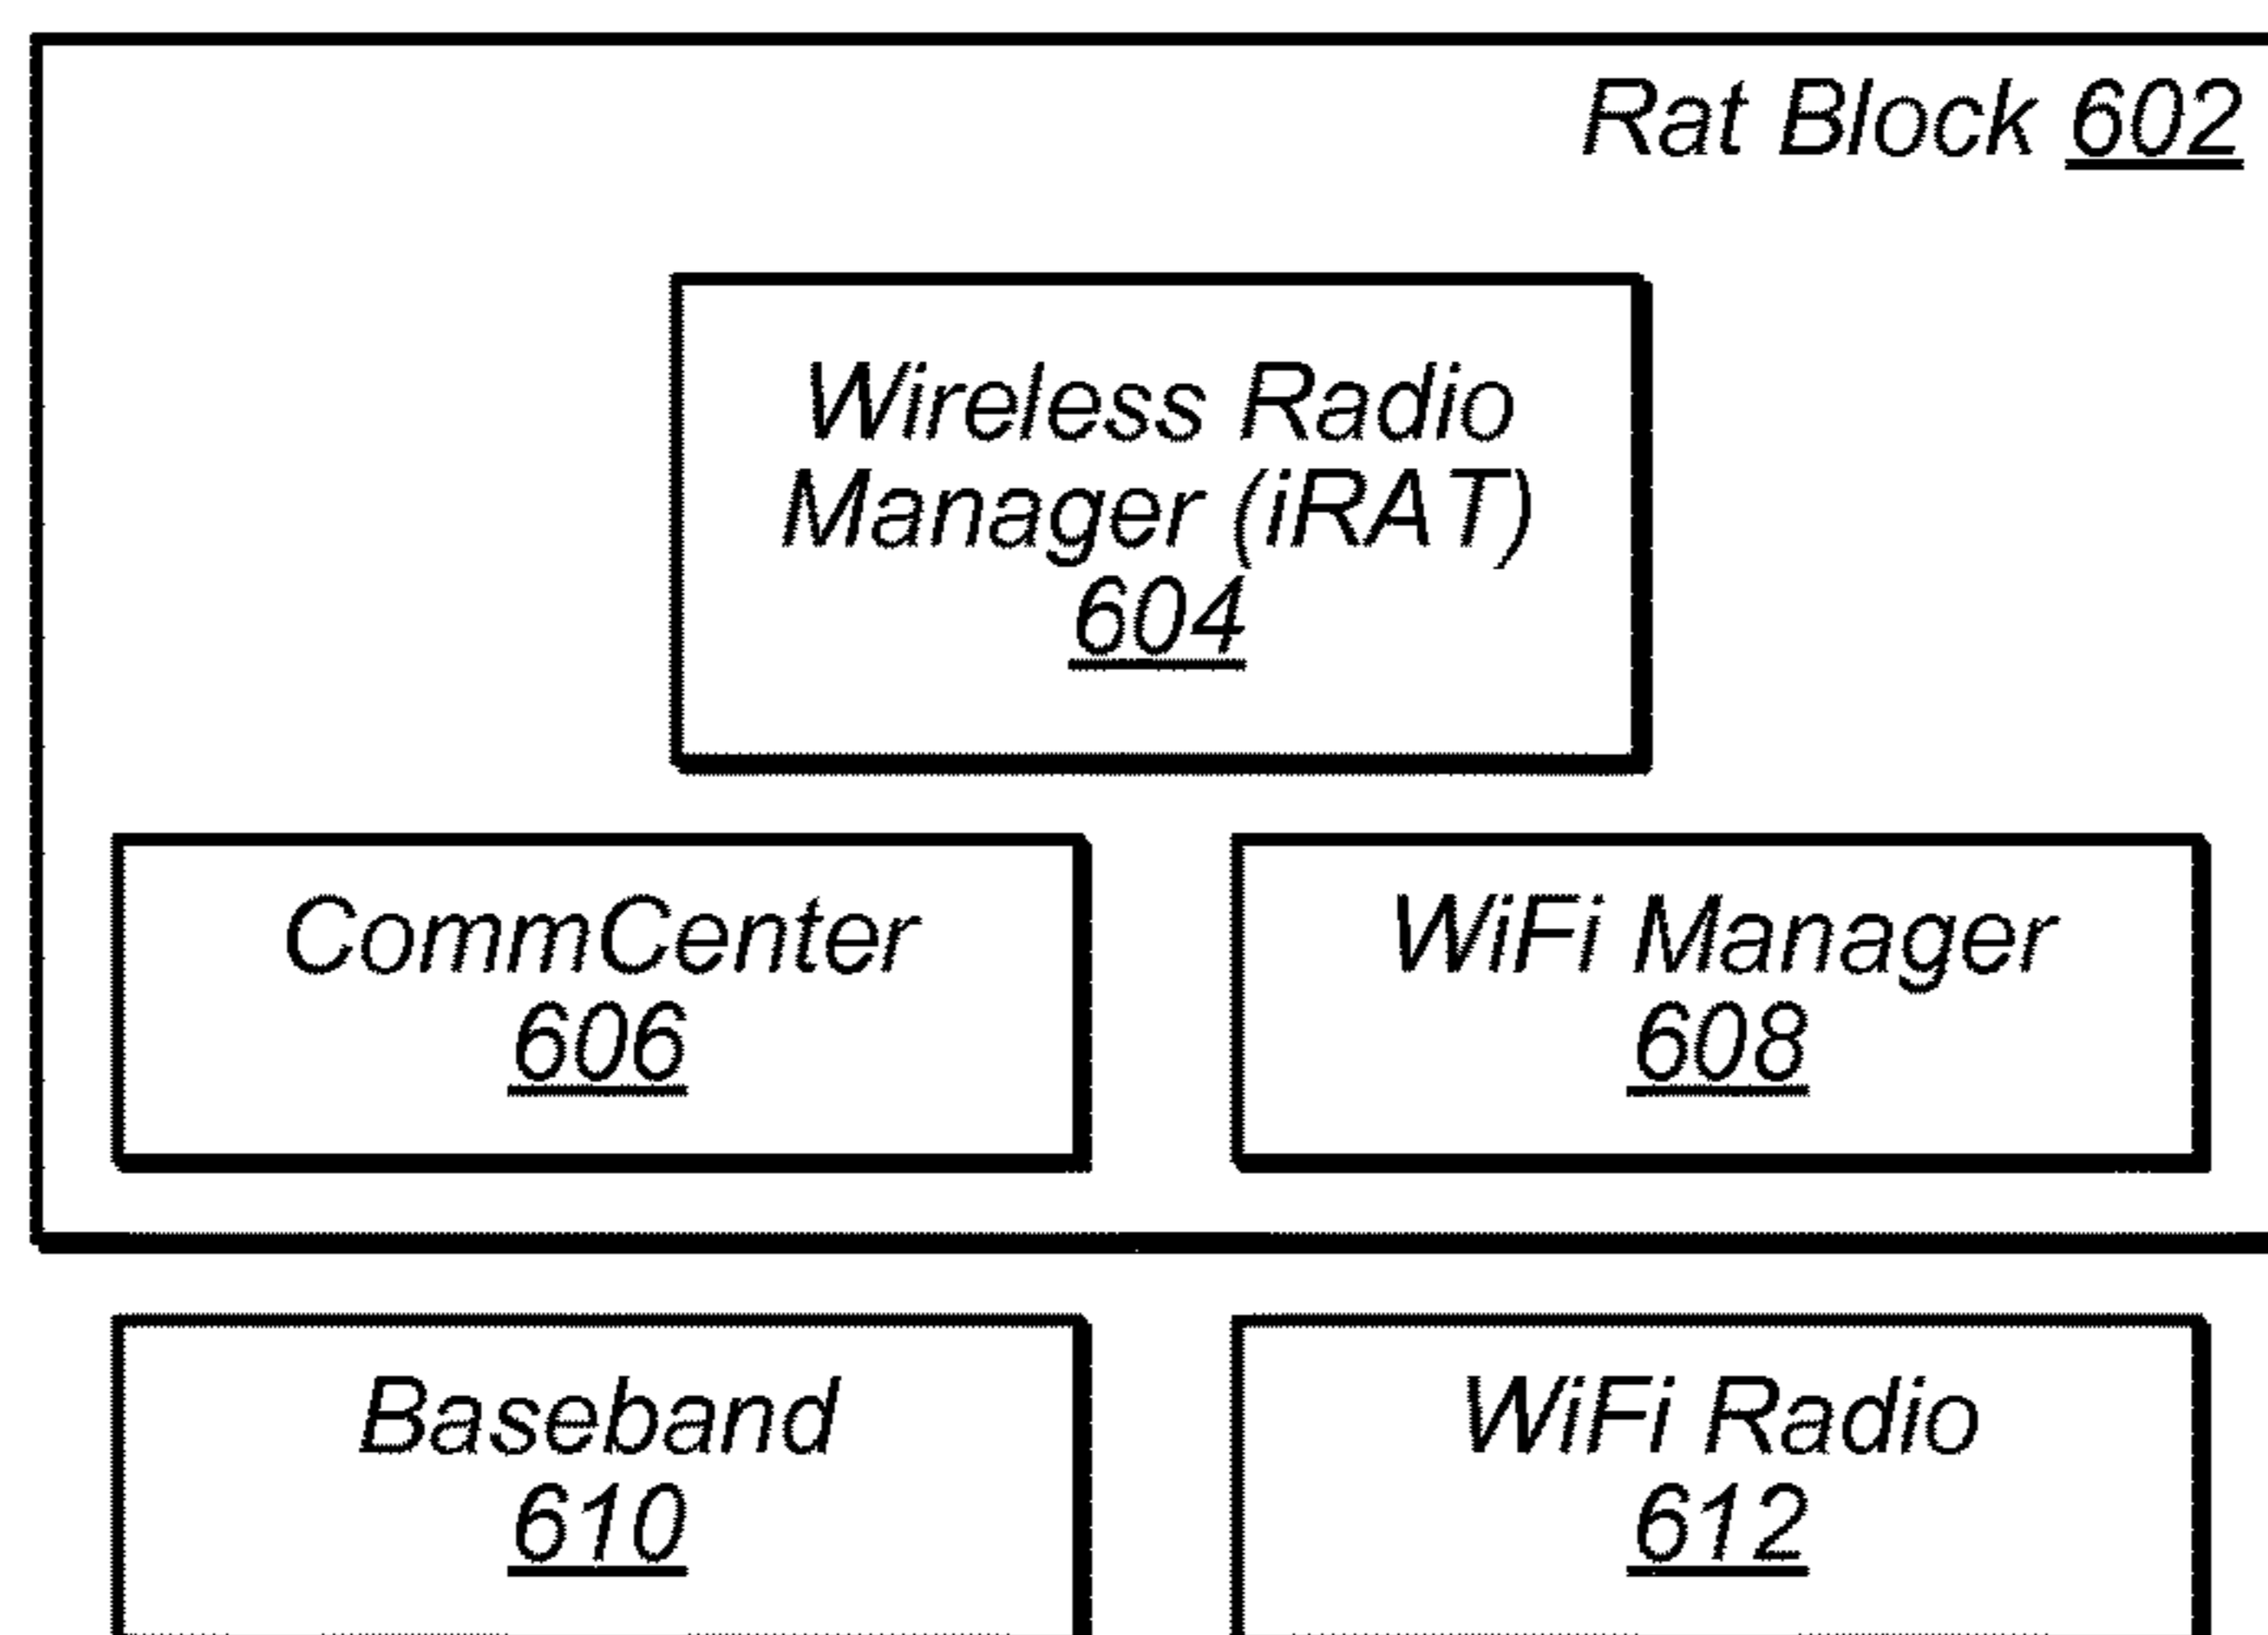 Rat Block 602
Wireless Radio
Manager (iRAT)
604
CommCenter
606
WiFi Manager
608
Baseband
610
WiFi Radio
612